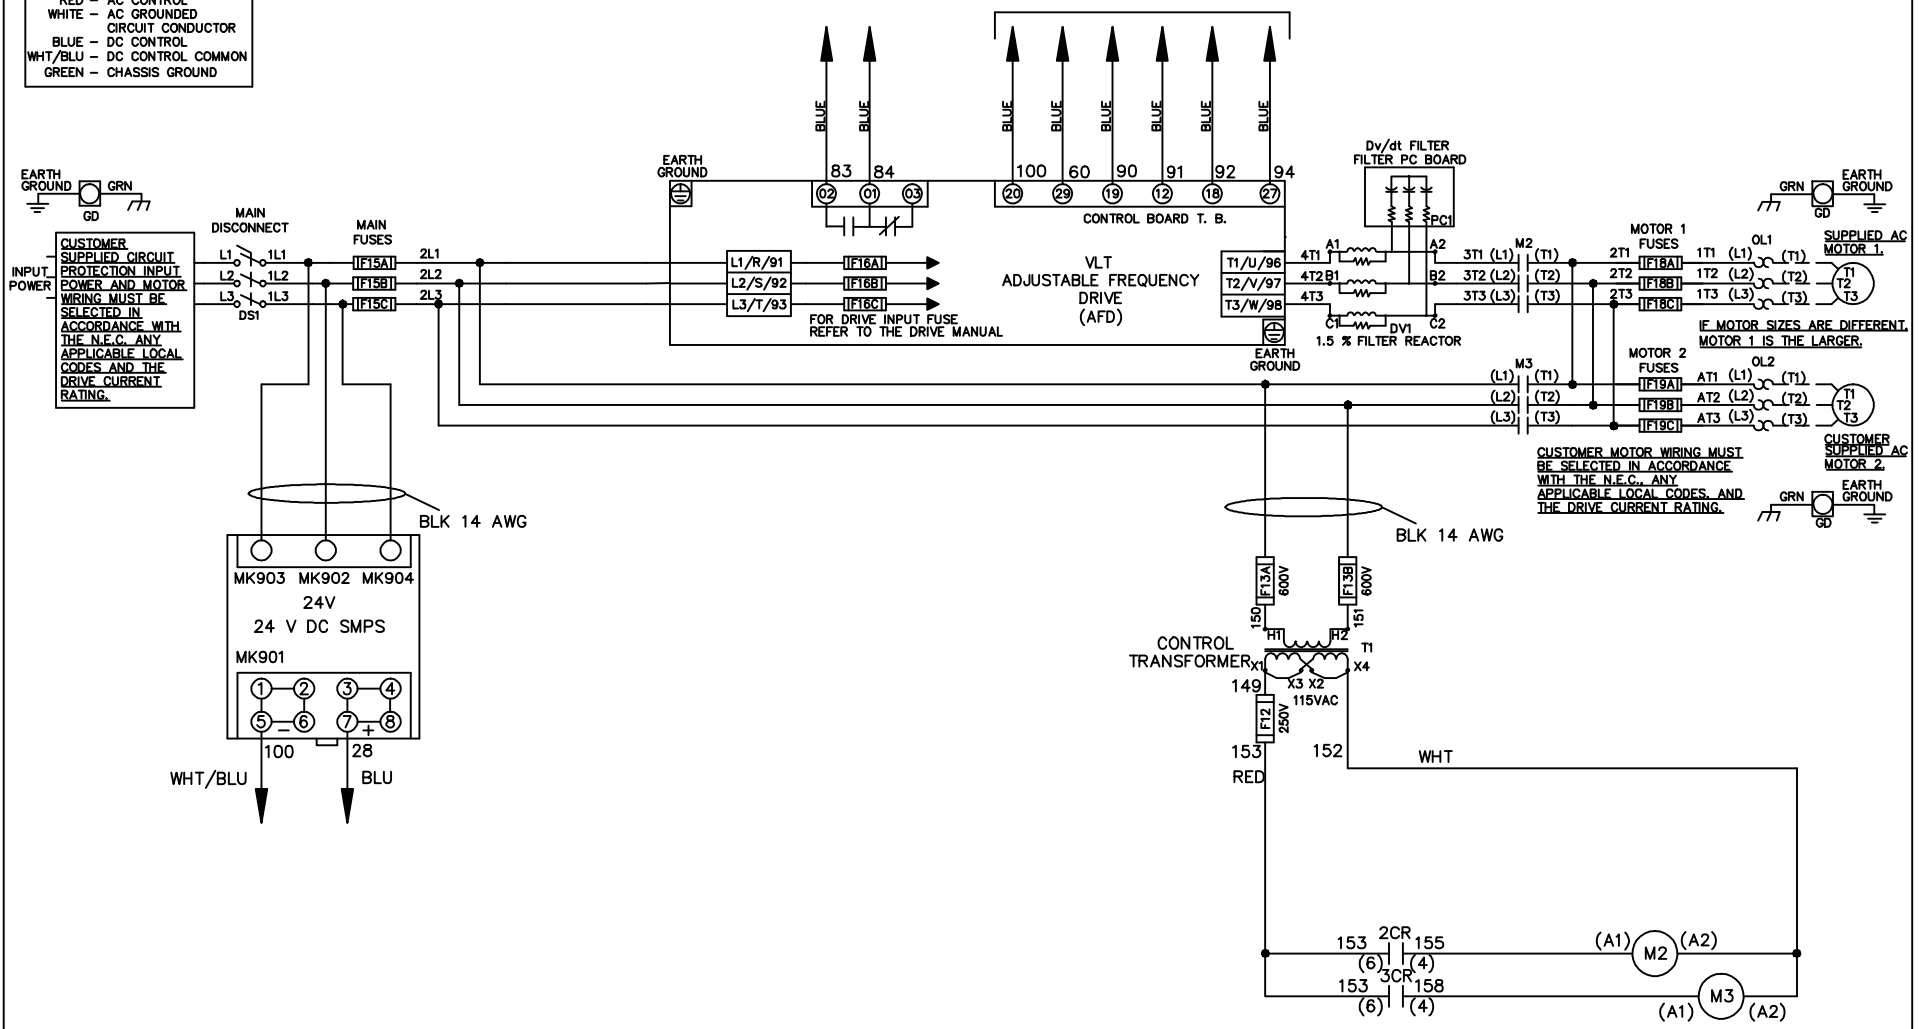 RED – AC CONTROL
WHITE – AC GROUNDED
CIRCUIT CONDUCTOR
BLUE – DC CONTROL
WHT/BLU – DC CONTROL COMMON
GREEN – CHASSIS GROUND
BLUE
BLUE
BLUE
BLUE
BLUE
BLUE
BLUE
BLUE
EARTH
GROUND
GRN
GD
MAIN
DISCONNECT
L1
1L1
L2
1L2
L3
1L3
DS1
MAIN
FUSES
F15A
F15B
F15C
2L1
2L2
2L3
INPUT
POWER
CUSTOMER
SUPPLIED CIRCUIT
PROTECTION INPUT
POWER AND MOTOR
WIRING MUST BE
SELECTED IN
ACCORDANCE WITH
THE N.E.C. ANY
APPLICABLE LOCAL
CODES AND THE
DRIVE CURRENT
RATING.
EARTH
GROUND
83
84
02
01
03
100
60
90
91
92
94
20
29
19
12
18
27
CONTROL BOARD T. B.
L1/R/91
L2/S/92
L3/T/93
F16A
F16B
F16C
FOR DRIVE INPUT FUSE
REFER TO THE DRIVE MANUAL
VLT
ADJUSTABLE FREQUENCY
DRIVE
(AFD)
T1/U/96
T2/V/97
T3/W/98
EARTH
GROUND
4T1
4T2
4T3
Dv/dt FILTER
FILTER PC BOARD
PC1
A1
A2
B1
B2
C1
C2
DV1
1.5 % FILTER REACTOR
3T1 (L1)
M2
(T1)
3T2 (L2)
(T2)
3T3 (L3)
(T3)
MOTOR 1
FUSES
2T1
F18A
1T1 (L1)
2T2
F18B
1T2 (L2)
2T3
F18C
1T3 (L3)
OL1
(T1)
(T2)
(T3)
GRN
GD
EARTH
GROUND
SUPPLIED AC
MOTOR 1.
T1
T2
T3
IF MOTOR SIZES ARE DIFFERENT,
MOTOR 1 IS THE LARGER.
M3
(L1)
(T1)
(L2)
(T2)
(L3)
(T3)
MOTOR 2
FUSES
F19A
AT1 (L1)
F19B
AT2 (L2)
F19C
AT3 (L3)
OL2
(T1)
(T2)
(T3)
T1
T2
T3
CUSTOMER
SUPPLIED AC
MOTOR 2.
CUSTOMER MOTOR WIRING MUST
BE SELECTED IN ACCORDANCE
WITH THE N.E.C., ANY
APPLICABLE LOCAL CODES, AND
THE DRIVE CURRENT RATING.
GRN
GD
EARTH
GROUND
BLK 14 AWG
MK903
MK902
MK904
24V
24 V DC SMPS
MK901
1
2
3
4
5
6
7
8
–
+
100
28
WHT/BLU
BLU
BLK 14 AWG
F13A
600V
F13B
600V
150
151
H1
H2
T1
CONTROL
TRANSFORMER
X1
X4
X3 X2
149
115VAC
F12
250V
153
152
RED
WHT
2CR
153
155
(6)
(4)
(A1)
M2
(A2)
3CR
153
158
(6)
(4)
(A1)
M3
(A2)